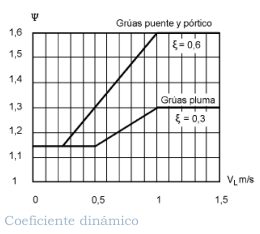 Ψ
Grúas puente y pórtico
1,6
ξ = 0,6
1,5
1,4
1,3
Grúas pluma
ξ = 0,3
1,2
1,1
1
V_L m/s
0
0,5
1
1,5
Coeficiente dinámico